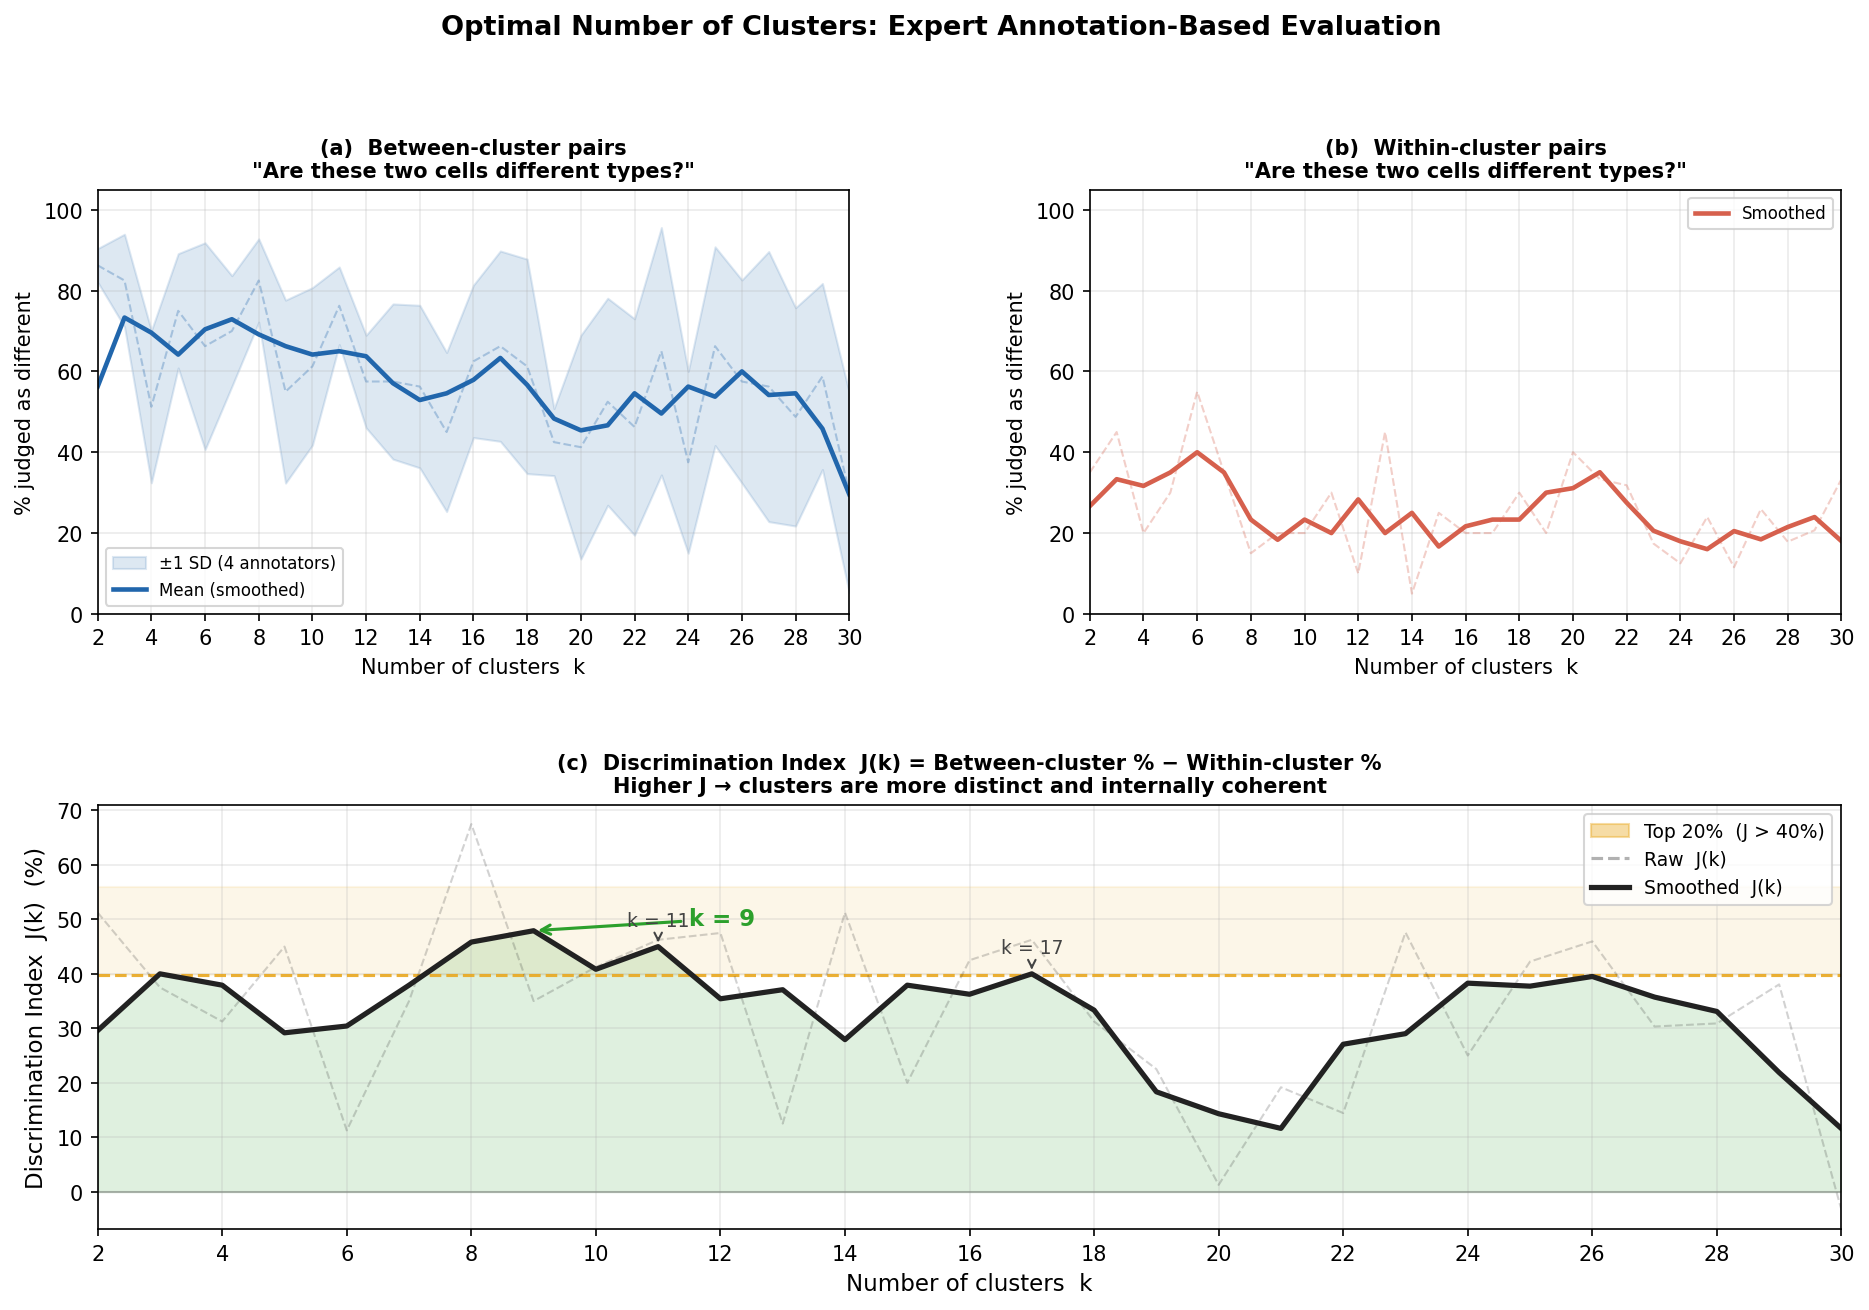 Optimal Number of Clusters: Expert Annotation-Based Evaluation
(a)  Between-cluster pairs
"Are these two cells different types?"
% judged as different
100
80
60
40
20
0
±1 SD (4 annotators)
Mean (smoothed)
2 4 6 8 10 12 14 16 18 20 22 24 26 28 30
Number of clusters  k
(b)  Within-cluster pairs
"Are these two cells different types?"
% judged as different
100
80
60
40
20
0
Smoothed
2 4 6 8 10 12 14 16 18 20 22 24 26 28 30
Number of clusters  k
(c)  Discrimination Index  J(k) = Between-cluster % − Within-cluster %
Higher J → clusters are more distinct and internally coherent
Discrimination Index  J(k)  (%)
70
60
50
40
30
20
10
0
Top 20%  (J > 40%)
Raw  J(k)
Smoothed  J(k)
k = 11
k = 9
k = 17
2 4 6 8 10 12 14 16 18 20 22 24 26 28 30
Number of clusters  k